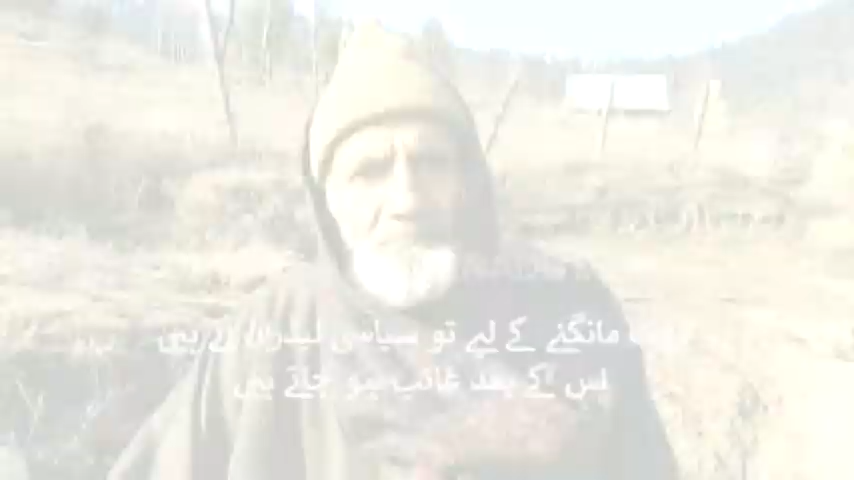 مانگنے کے لیے تو سیاسی لیڈر آتے ہیں
اس کے بعد غائب ہو جاتے ہیں